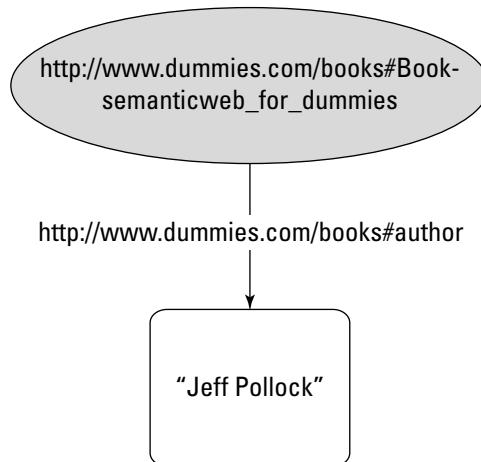 http://www.dummies.com/books#Book-
semanticweb_for_dummies
http://www.dummies.com/books#author
“Jeff Pollock”